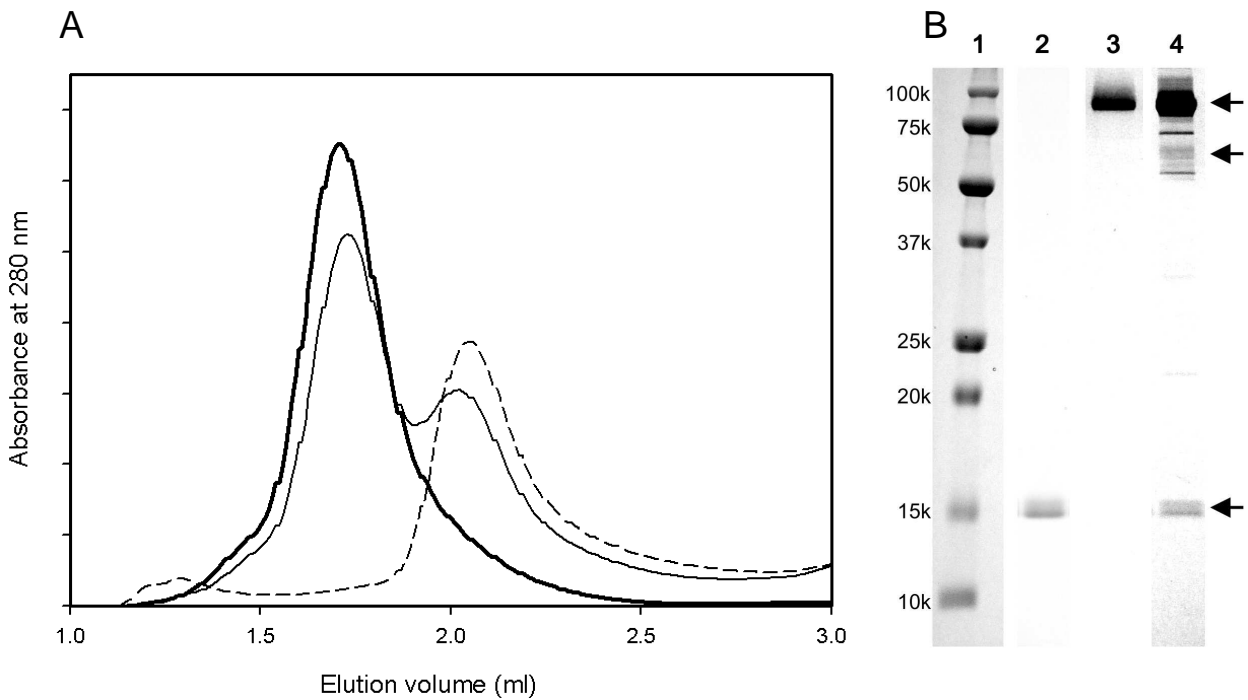 A
Absorbance at 280 nm
1.0 1.5 2.0 2.5 3.0
Elution volume (ml)
B
1 2 3 4
100k
75k
50k
37k
25k
20k
15k
10k